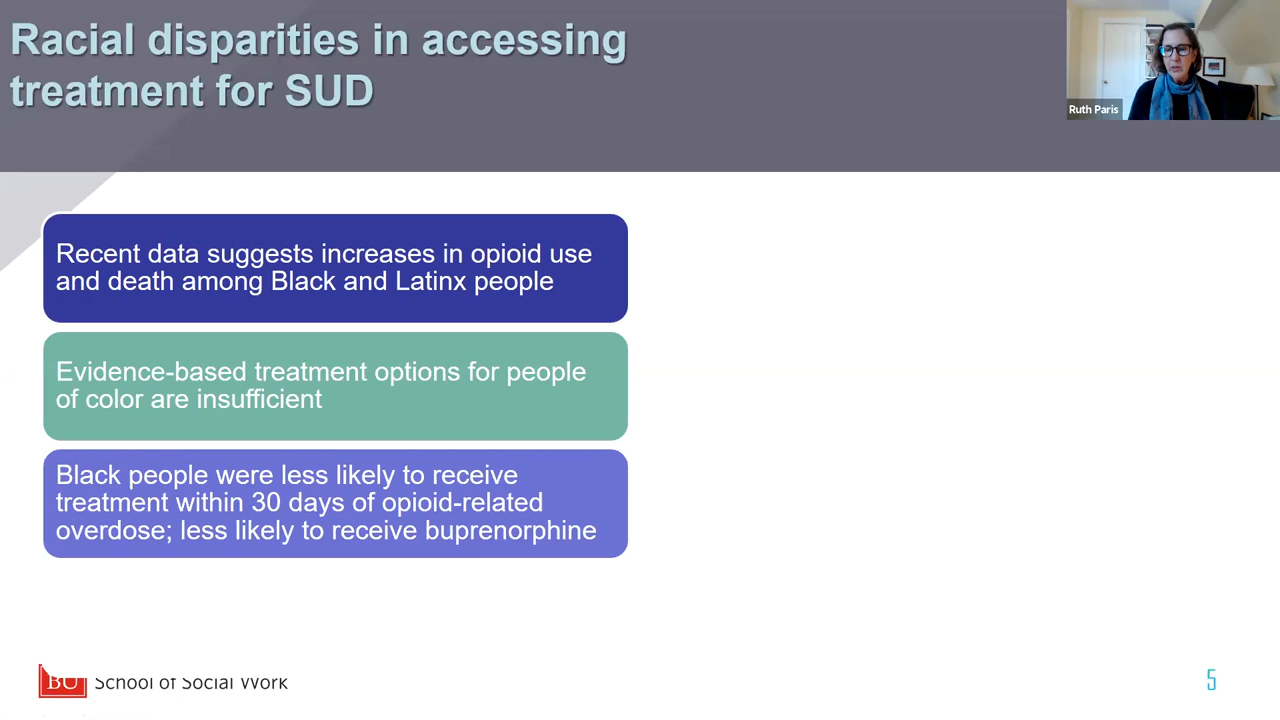 Racial disparities in accessing
treatment for SUD
Ruth Paris
Recent data suggests increases in opioid use
and death among Black and Latinx people
Evidence-based treatment options for people
of color are insufficient
Black people were less likely to receive
treatment within 30 days of opioid-related
overdose; less likely to receive buprenorphine
BU School of Social Work
5